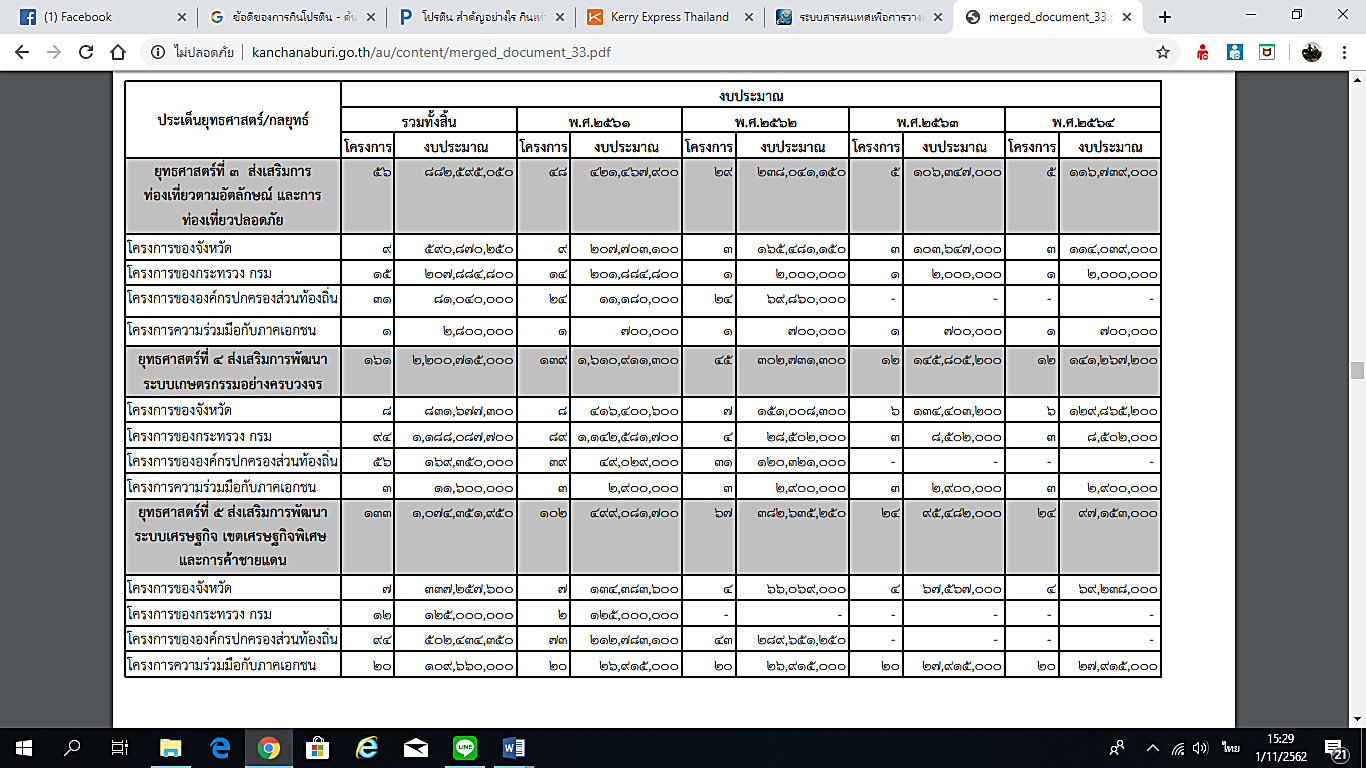 (1) Facebook
ข้อดีของการกินโปรตีน - ค้น
โปรตีน สำคัญอย่างไร กินเท่า
Kerry Express Thailand
ระบบสารสนเทศเพื่อการวาง
merged_document_33.p
ไม่ปลอดภัย | kanchanaburi.go.th/au/content/merged_document_33.pdf
ประเด็นยุทธศาสตร์/กลยุทธ์ งบประมาณ
รวมทั้งสิ้น พ.ศ.๒๕๖๑ พ.ศ.๒๕๖๒ พ.ศ.๒๕๖๓ พ.ศ.๒๕๖๔
โครงการ งบประมาณ โครงการ งบประมาณ โครงการ งบประมาณ โครงการ งบประมาณ โครงการ งบประมาณ
ยุทธศาสตร์ที่ ๓ ส่งเสริมการ ๕๖ ๘๘๒,๕๙๕,๐๕๐ ๔๘ ๔๒๑,๔๖๗,๙๐๐ ๒๙ ๒๓๘,๐๔๑,๑๕๐ ๕ ๑๐๖,๓๔๗,๐๐๐ ๕ ๑๑๖,๗๓๙,๐๐๐
ท่องเที่ยวตามอัตลักษณ์ และการ
ท่องเที่ยวปลอดภัย
โครงการของจังหวัด ๙ ๕๙๐,๘๗๐,๒๕๐ ๙ ๒๐๗,๗๐๓,๑๐๐ ๓ ๑๖๕,๔๘๑,๑๕๐ ๓ ๑๐๓,๖๔๗,๐๐๐ ๓ ๑๑๔,๐๓๙,๐๐๐
โครงการของกระทรวง กรม ๑๕ ๒๐๗,๘๘๔,๘๐๐ ๑๔ ๒๐๑,๘๘๔,๘๐๐ ๑ ๒,๐๐๐,๐๐๐ ๑ ๒,๐๐๐,๐๐๐ ๑ ๒,๐๐๐,๐๐๐
โครงการขององค์กรปกครองส่วนท้องถิ่น ๓๑ ๘๑,๐๔๐,๐๐๐ ๒๔ ๑๑,๑๘๐,๐๐๐ ๒๔ ๖๙,๘๖๐,๐๐๐ - - - -
โครงการความร่วมมือกับภาคเอกชน ๑ ๒,๘๐๐,๐๐๐ ๑ ๗๐๐,๐๐๐ ๑ ๗๐๐,๐๐๐ ๑ ๗๐๐,๐๐๐ ๑ ๗๐๐,๐๐๐
ยุทธศาสตร์ที่ ๔ ส่งเสริมการพัฒนา ๑๖๑ ๒,๒๐๐,๗๑๕,๐๐๐ ๑๓๙ ๑,๖๑๐,๙๑๑,๓๐๐ ๔๕ ๓๐๒,๗๓๑,๓๐๐ ๑๒ ๑๔๕,๘๐๕,๒๐๐ ๑๒ ๑๔๑,๒๖๗,๒๐๐
ระบบเกษตรกรรมอย่างครบวงจร
โครงการของจังหวัด ๘ ๘๓๑,๖๗๗,๓๐๐ ๘ ๔๑๖,๔๐๐,๖๐๐ ๗ ๑๕๑,๐๐๘,๓๐๐ ๖ ๑๓๔,๔๐๓,๒๐๐ ๖ ๑๒๙,๘๖๕,๒๐๐
โครงการของกระทรวง กรม ๙๔ ๑,๑๘๘,๐๘๗,๗๐๐ ๘๙ ๑,๑๔๒,๕๘๑,๗๐๐ ๔ ๒๘,๕๐๒,๐๐๐ ๓ ๘,๕๐๒,๐๐๐ ๓ ๘,๕๐๒,๐๐๐
โครงการขององค์กรปกครองส่วนท้องถิ่น ๕๖ ๑๖๙,๓๕๐,๐๐๐ ๓๙ ๔๙,๐๒๙,๐๐๐ ๓๑ ๑๒๐,๓๒๑,๐๐๐ - - - -
โครงการความร่วมมือกับภาคเอกชน ๓ ๑๑,๖๐๐,๐๐๐ ๓ ๒,๙๐๐,๐๐๐ ๓ ๒,๙๐๐,๐๐๐ ๓ ๒,๙๐๐,๐๐๐ ๓ ๒,๙๐๐,๐๐๐
ยุทธศาสตร์ที่ ๕ ส่งเสริมการพัฒนา ๑๓๓ ๑,๐๗๔,๓๕๑,๙๕๐ ๑๐๒ ๔๙๙,๐๘๑,๗๐๐ ๖๗ ๓๘๒,๖๓๕,๒๕๐ ๒๔ ๙๕,๔๘๒,๐๐๐ ๒๔ ๙๗,๑๕๓,๐๐๐
ระบบเศรษฐกิจ เขตเศรษฐกิจพิเศษ
และการค้าชายแดน
โครงการของจังหวัด ๗ ๓๓๗,๒๕๗,๖๐๐ ๗ ๑๓๔,๓๘๓,๖๐๐ ๔ ๖๖,๐๖๙,๐๐๐ ๔ ๖๗,๕๖๗,๐๐๐ ๔ ๖๙,๒๓๘,๐๐๐
โครงการของกระทรวง กรม ๑๒ ๑๒๕,๐๐๐,๐๐๐ ๒ ๑๒๕,๐๐๐,๐๐๐ - - - - - -
โครงการขององค์กรปกครองส่วนท้องถิ่น ๙๔ ๕๐๒,๔๓๔,๓๕๐ ๗๓ ๒๑๒,๗๘๓,๑๐๐ ๔๓ ๒๘๙,๖๕๑,๒๕๐ - - - -
โครงการความร่วมมือกับภาคเอกชน ๒๐ ๑๐๙,๖๖๐,๐๐๐ ๒๐ ๒๖,๙๑๕,๐๐๐ ๒๐ ๒๖,๙๑๕,๐๐๐ ๒๐ ๒๗,๙๑๕,๐๐๐ ๒๐ ๒๗,๙๑๕,๐๐๐
LINE
ไทย
15:29
1/11/2562
21